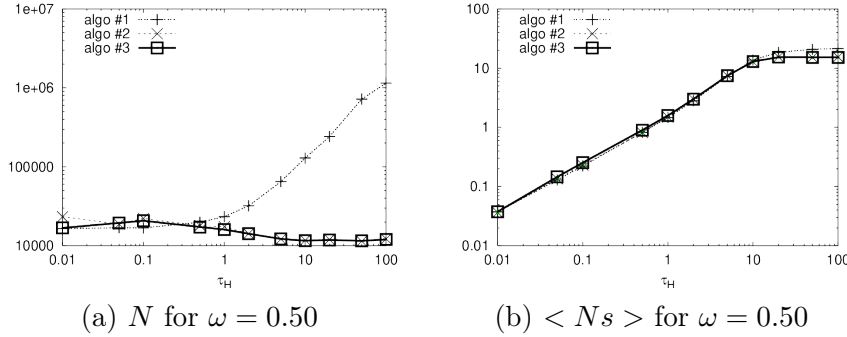 1e+07
1e+06
100000
10000
algo #1
algo #2
algo #3
0.01 0.1 1 10 100
τH
(a) N for ω = 0.50
100
10
1
0.1
0.01
algo #1
algo #2
algo #3
0.01 0.1 1 10 100
τH
(b) < Ns > for ω = 0.50